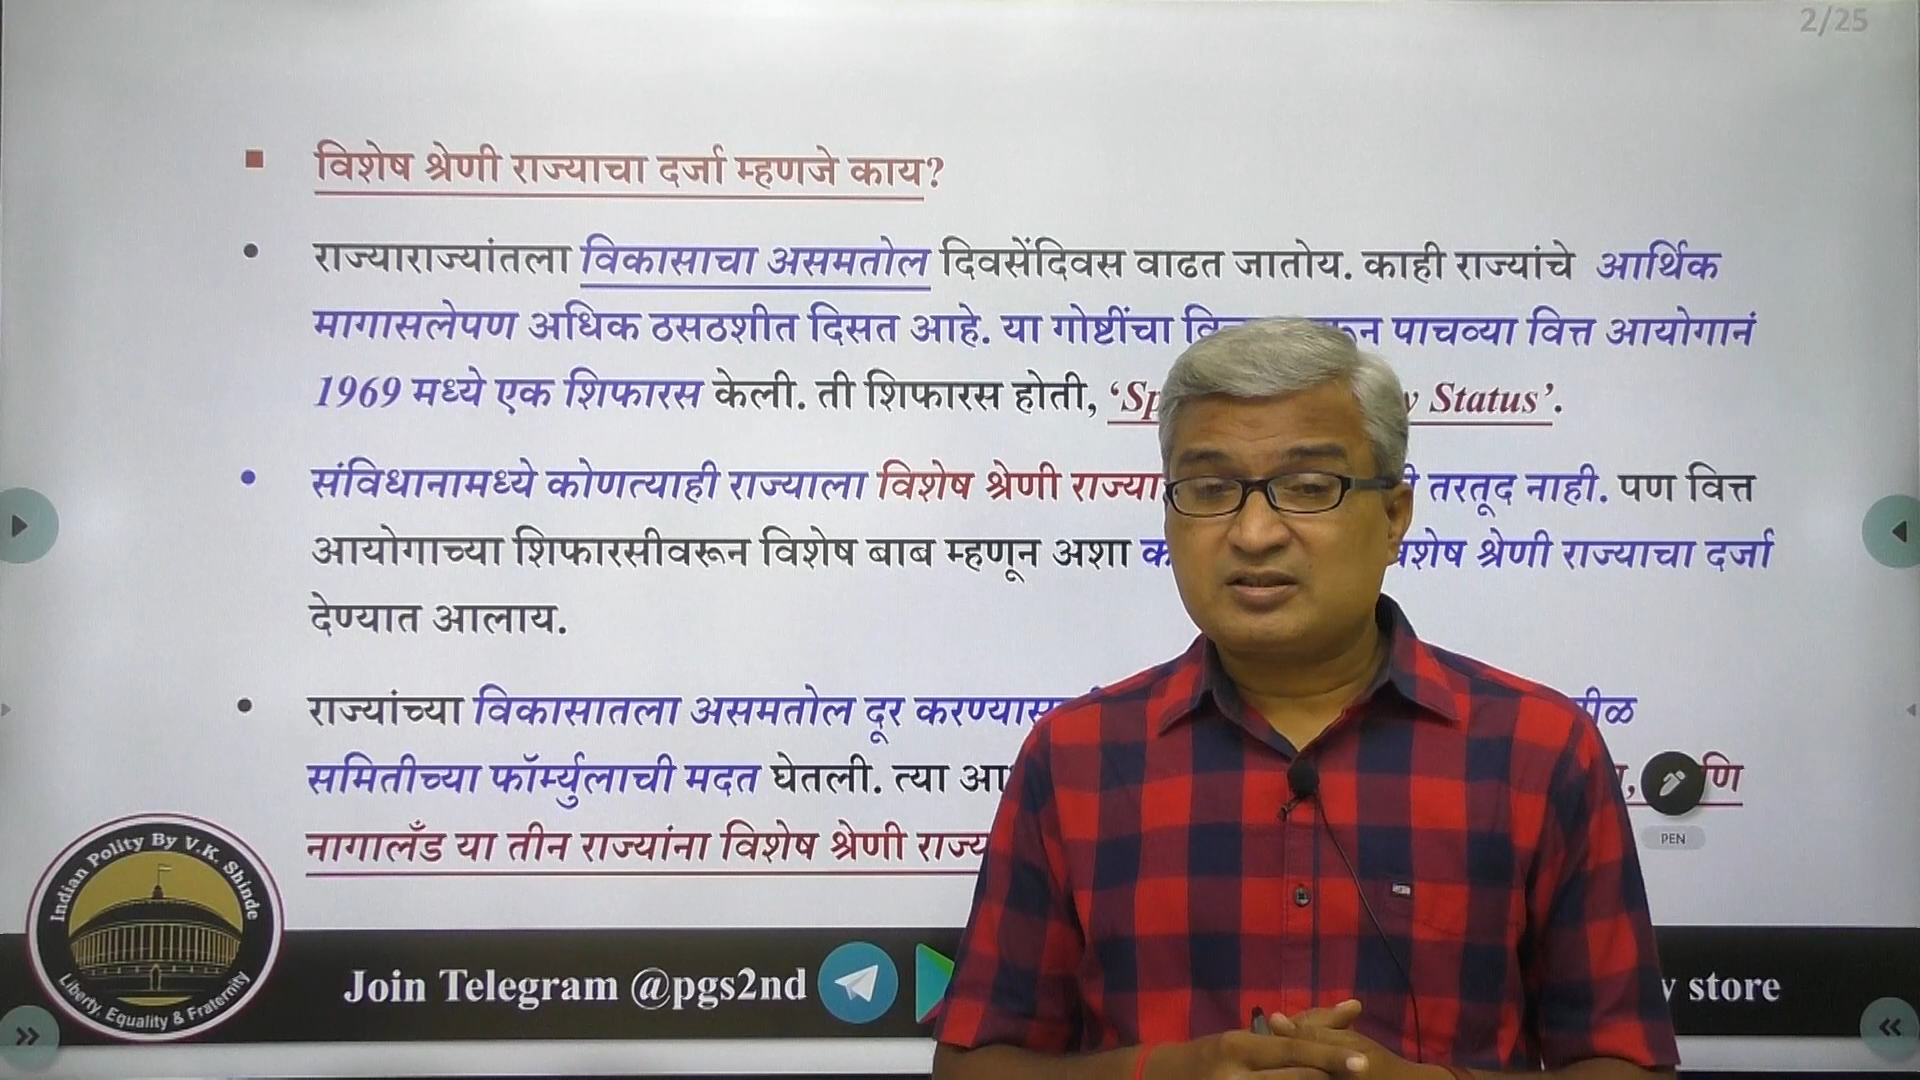 2/25
विशेष श्रेणी राज्याचा दर्जा म्हणजे काय?
राज्याराज्यांतला विकासाचा असमतोल दिवसेंदिवस वाढत जातोय. काही राज्यांचे आर्थिक
मागासलेपण अधिक ठसठशीत दिसत आहे. या गोष्टींचा पाचव्या वित्त आयोगानं
1969 मध्ये एक शिफारस केली. ती शिफारस होती, Status’.
संविधानामध्ये कोणत्याही राज्याला विशेष श्रेणी तरतूद नाही. पण वित्त
आयोगाच्या शिफारसीवरून विशेष बाब म्हणून अशा श्रेणी राज्याचा दर्जा
देण्यात आलाय.
राज्यांच्या विकासातला असमतोल दूर
समितीच्या फॉर्म्युलाची मदत घेतली. त्या
नागालँड या तीन राज्यांना विशेष श्रेणी
PEN
Indian Polity By V.K. Shinde
Liberty, Equality & Fraternity
Join Telegram @pgs2nd store